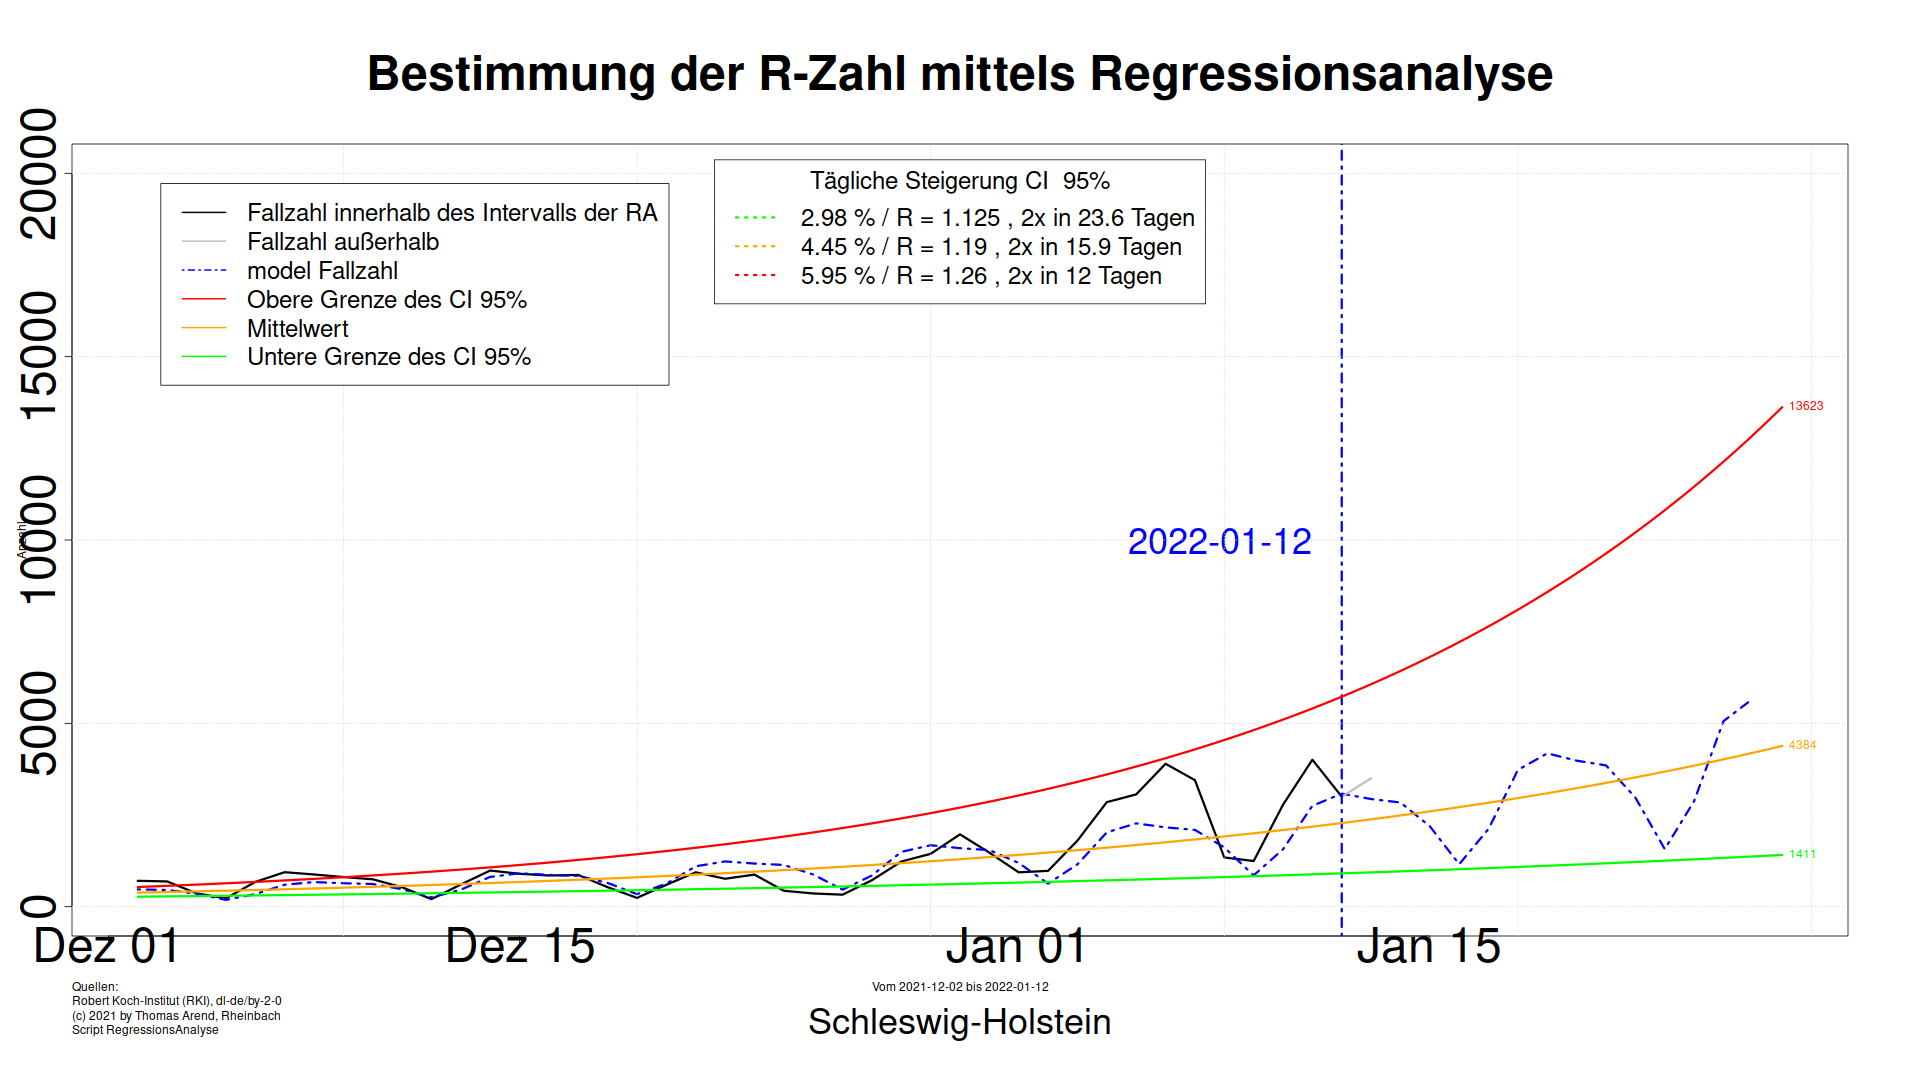 Bestimmung der R-Zahl mittels Regressionsanalyse
20000
15000
10000
5000
0
Anzahl
Fallzahl innerhalb des Intervalls der RA
Fallzahl außerhalb
model Fallzahl
Obere Grenze des CI 95%
Mittelwert
Untere Grenze des CI 95%
Tägliche Steigerung CI  95%
2.98 % / R = 1.125 , 2x in 23.6 Tagen
4.45 % / R = 1.19 , 2x in 15.9 Tagen
5.95 % / R = 1.26 , 2x in 12 Tagen
2022-01-12
13623
4384
1411
Dez 01 Dez 15 Jan 01 Jan 15
Quellen:
Robert Koch-Institut (RKI), dl-de/by-2-0
(c) 2021 by Thomas Arend, Rheinbach
Script RegressionsAnalyse
Vom 2021-12-02 bis 2022-01-12
Schleswig-Holstein